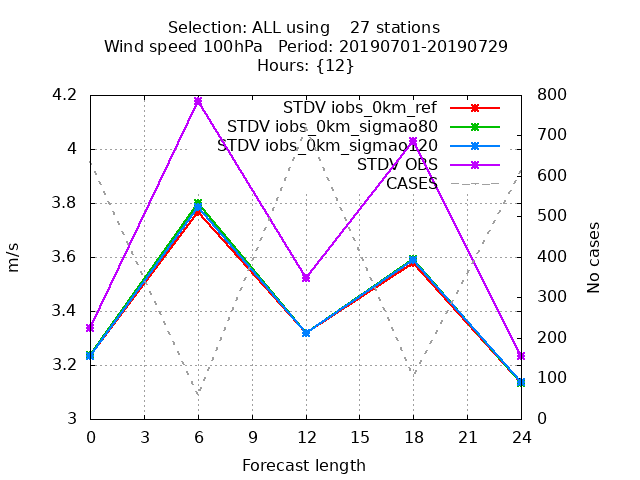 Selection: ALL using    27 stations
Wind speed 100hPa   Period: 20190701-20190729
Hours: {12}
STDV iobs_0km_ref
STDV iobs_0km_sigmao80
STDV iobs_0km_sigmao120
STDV OBS
CASES
4.2
4
3.8
3.6
3.4
3.2
3
m/s
800
700
600
500
400
300
200
100
0
No cases
0 3 6 9 12 15 18 21 24
Forecast length